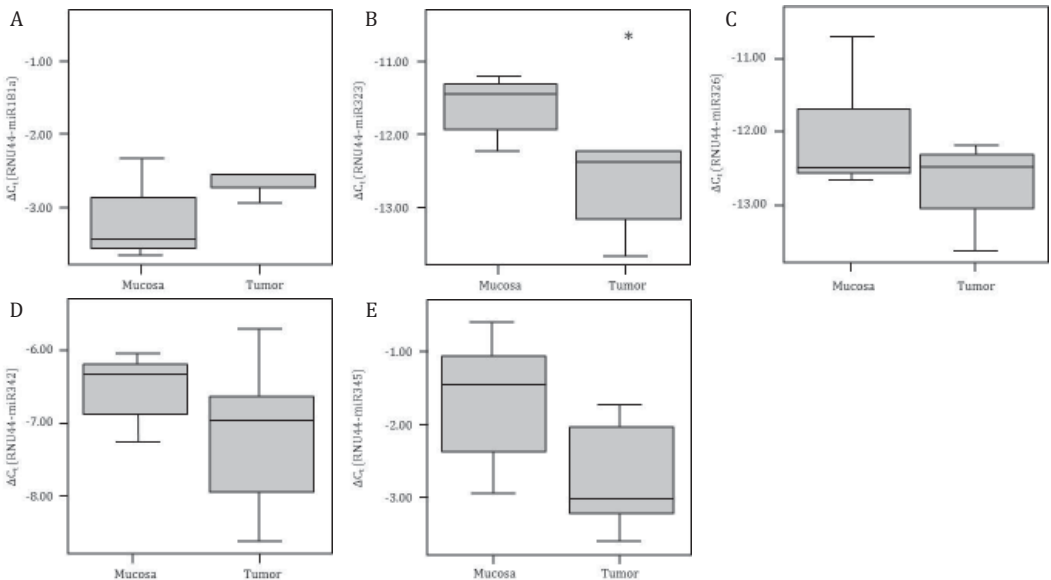 A
ΔCt(RNU44-miR181a)
-1.00
-2.00
-3.00
Mucosa
Tumor
B
ΔCt(RNU44-miR323)
-11.00
-12.00
-13.00
*
Mucosa
Tumor
C
ΔCt(RNU44-miR326)
-11.00
-12.00
-13.00
Mucosa
Tumor
D
ΔCt(RNU44-miR342)
-6.00
-7.00
-8.00
Mucosa
Tumor
E
ΔCt(RNU44-miR345)
-1.00
-2.00
-3.00
Mucosa
Tumor